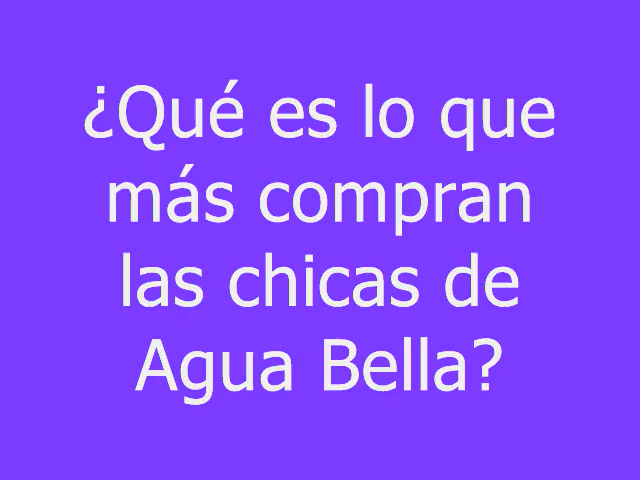 ¿Qué es lo que
más compran
las chicas de
Agua Bella?